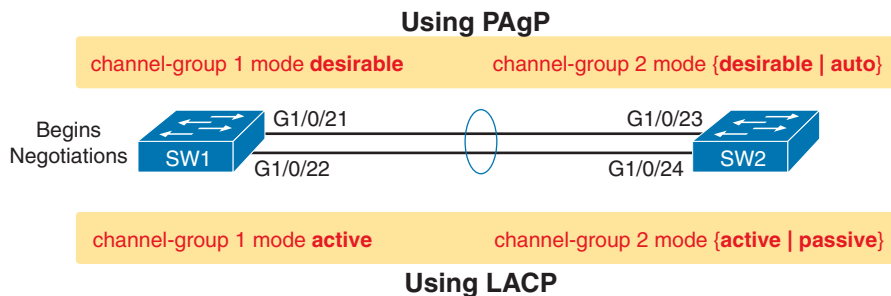 Using PAgP
channel-group 1 mode desirable
channel-group 2 mode {desirable | auto}
Begins
Negotiations
SW1
G1/0/21
G1/0/22
G1/0/23
G1/0/24
SW2
channel-group 1 mode active
channel-group 2 mode {active | passive}
Using LACP